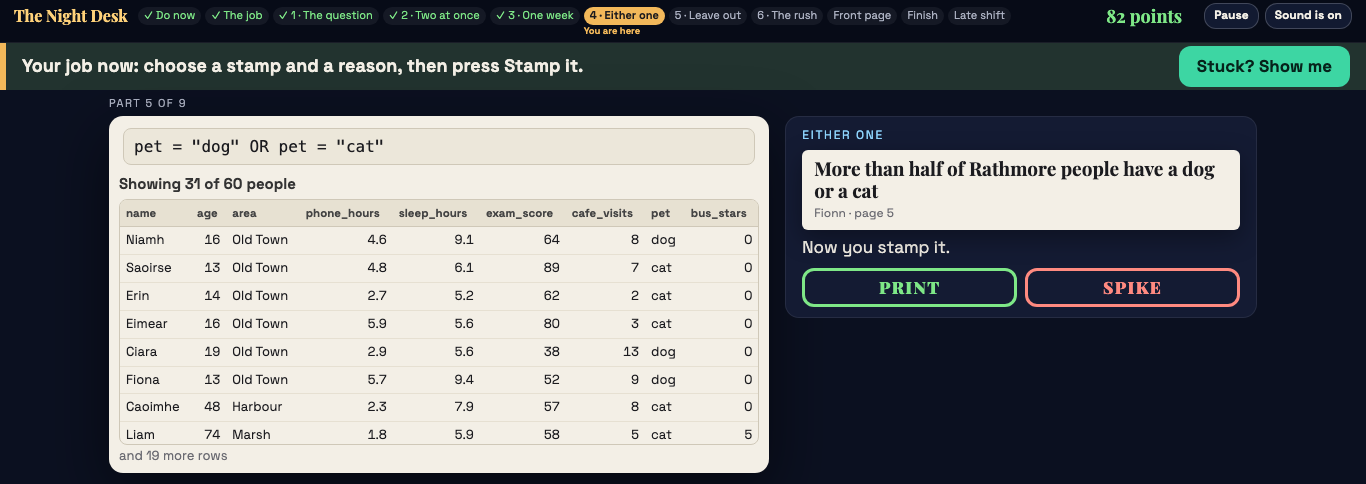 The Night Desk
✓ Do now
✓ The job
✓ 1 · The question
✓ 2 · Two at once
✓ 3 · One week
4 · Either one
5 · Leave out
6 · The rush
Front page
Finish
Late shift
You are here
82 points
Pause
Sound is on
Your job now: choose a stamp and a reason, then press Stamp it.
Stuck? Show me
PART 5 OF 9
pet = "dog" OR pet = "cat"
Showing 31 of 60 people
name age area phone_hours sleep_hours exam_score cafe_visits pet bus_stars
Niamh 16 Old Town 4.6 9.1 64 8 dog 0
Saoirse 13 Old Town 4.8 6.1 89 7 cat 0
Erin 14 Old Town 2.7 5.2 62 2 cat 0
Eimear 16 Old Town 5.9 5.6 80 3 cat 0
Ciara 19 Old Town 2.9 5.6 38 13 dog 0
Fiona 13 Old Town 5.7 9.4 52 9 dog 0
Caoimhe 48 Harbour 2.3 7.9 57 8 cat 0
Liam 74 Marsh 1.8 5.9 58 5 cat 5
and 19 more rows
EITHER ONE
More than half of Rathmore people have a dog
or a cat
Fionn · page 5
Now you stamp it.
PRINT
SPIKE